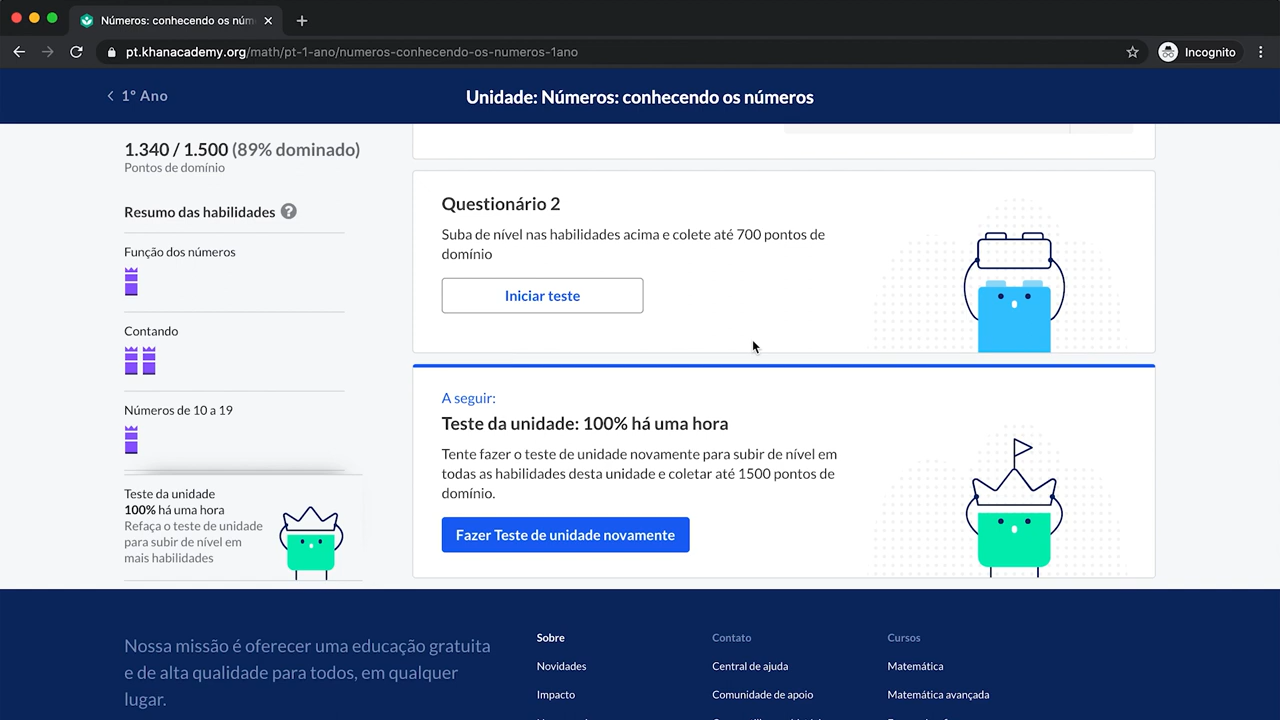 Números: conhecendo os núm
pt.khanacademy.org/math/pt-1-ano/numeros-conhecendo-os-numeros-1ano
Incognito
1º Ano
Unidade: Números: conhecendo os números
1.340 / 1.500 (89% dominado)
Pontos de domínio
Resumo das habilidades ?
Função dos números
Contando
Números de 10 a 19
Teste da unidade
100% há uma hora
Refaça o teste de unidade
para subir de nível em
mais habilidades
Questionário 2
Suba de nível nas habilidades acima e colete até 700 pontos de
domínio
Iniciar teste
A seguir:
Teste da unidade: 100% há uma hora
Tente fazer o teste de unidade novamente para subir de nível em
todas as habilidades desta unidade e coletar até 1500 pontos de
domínio.
Fazer Teste de unidade novamente
Nossa missão é oferecer uma educação gratuita
e de alta qualidade para todos, em qualquer
lugar.
Sobre
Novidades
Impacto
Contato
Central de ajuda
Comunidade de apoio
Cursos
Matemática
Matemática avançada